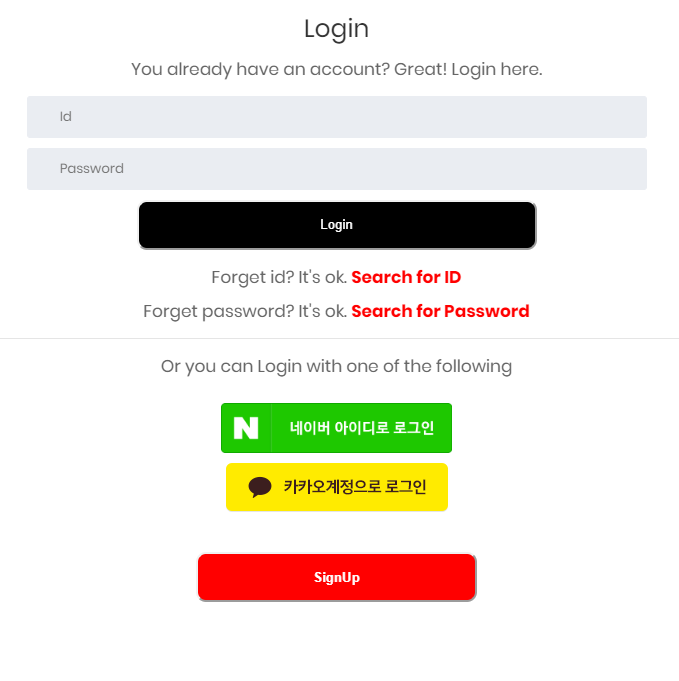 Login
You already have an account? Great! Login here.
Id
Password
Login
Forget id? It's ok. Search for ID
Forget password? It's ok. Search for Password
Or you can Login with one of the following
N 네이버 아이디로 로그인
카카오계정으로 로그인
SignUp